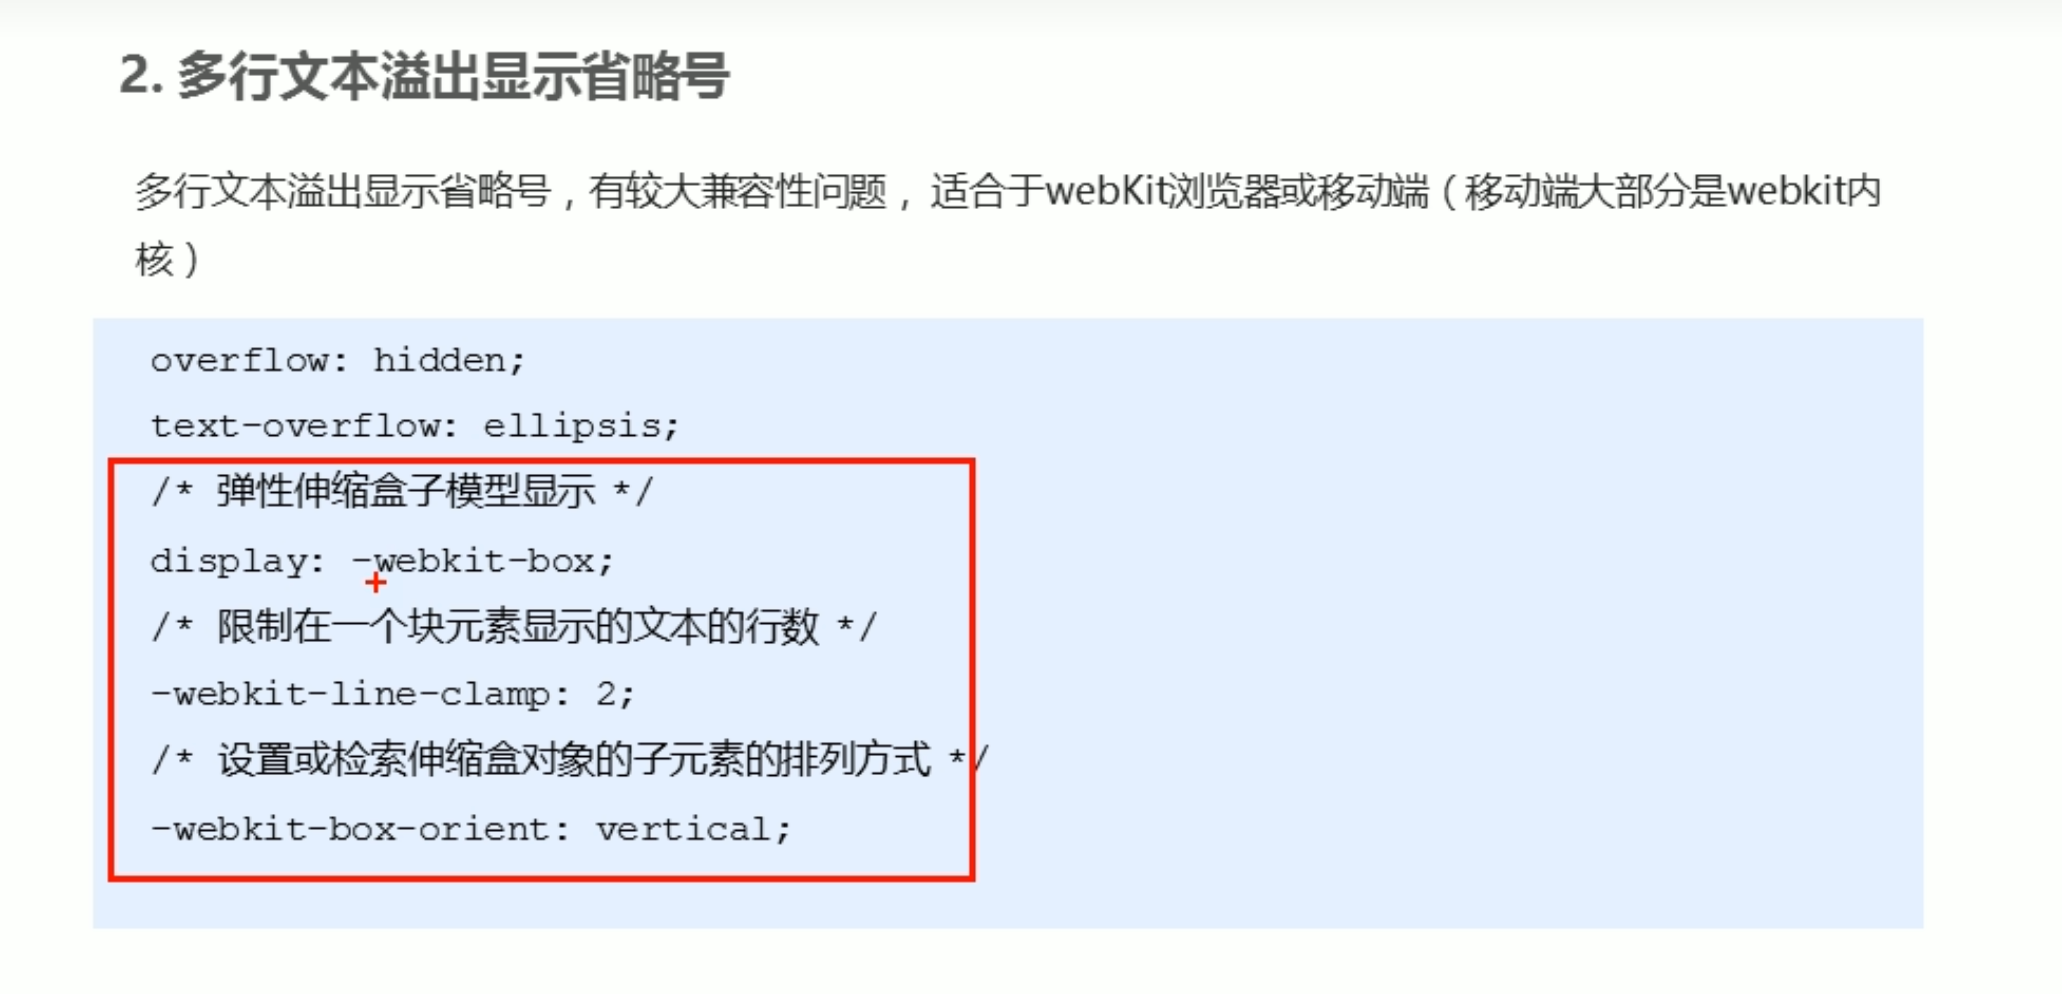 2. 多行文本溢出显示省略号
多行文本溢出显示省略号，有较大兼容性问题， 适合于webKit浏览器或移动端（移动端大部分是webkit内
核）
overflow: hidden;
text-overflow: ellipsis;
/* 弹性伸缩盒子模型显示 */
display: -webkit-box;
/* 限制在一个块元素显示的文本的行数 */
-webkit-line-clamp: 2;
/* 设置或检索伸缩盒对象的子元素的排列方式 */
-webkit-box-orient: vertical;